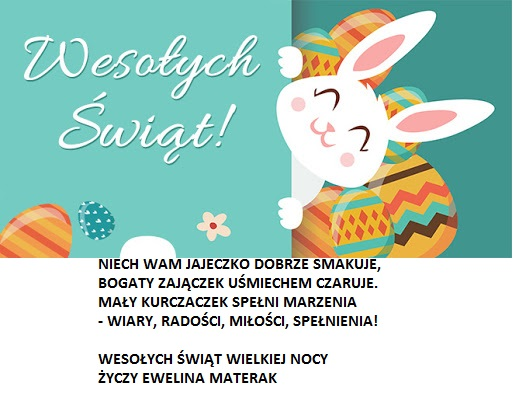 Wesołych
Świąt!
NIECH WAM JAJECZKO DOBRZE SMAKUJE,
BOGATY ZAJĄCZEK UŚMIECHEM CZARUJE.
MAŁY KURCZACZEK SPEŁNI MARZENIA
- WIARY, RADOŚCI, MIŁOŚCI, SPEŁNIENIA!
WESOŁYCH ŚWIĄT WIELKIEJ NOCY
ŻYCZY EWELINA MATERAK